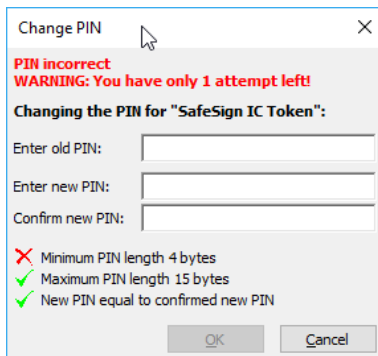 Change PIN
PIN incorrect
WARNING: You have only 1 attempt left!
Changing the PIN for "SafeSign IC Token":
Enter old PIN:
Enter new PIN:
Confirm new PIN:
Minimum PIN length 4 bytes
Maximum PIN length 15 bytes
New PIN equal to confirmed new PIN
OK Cancel